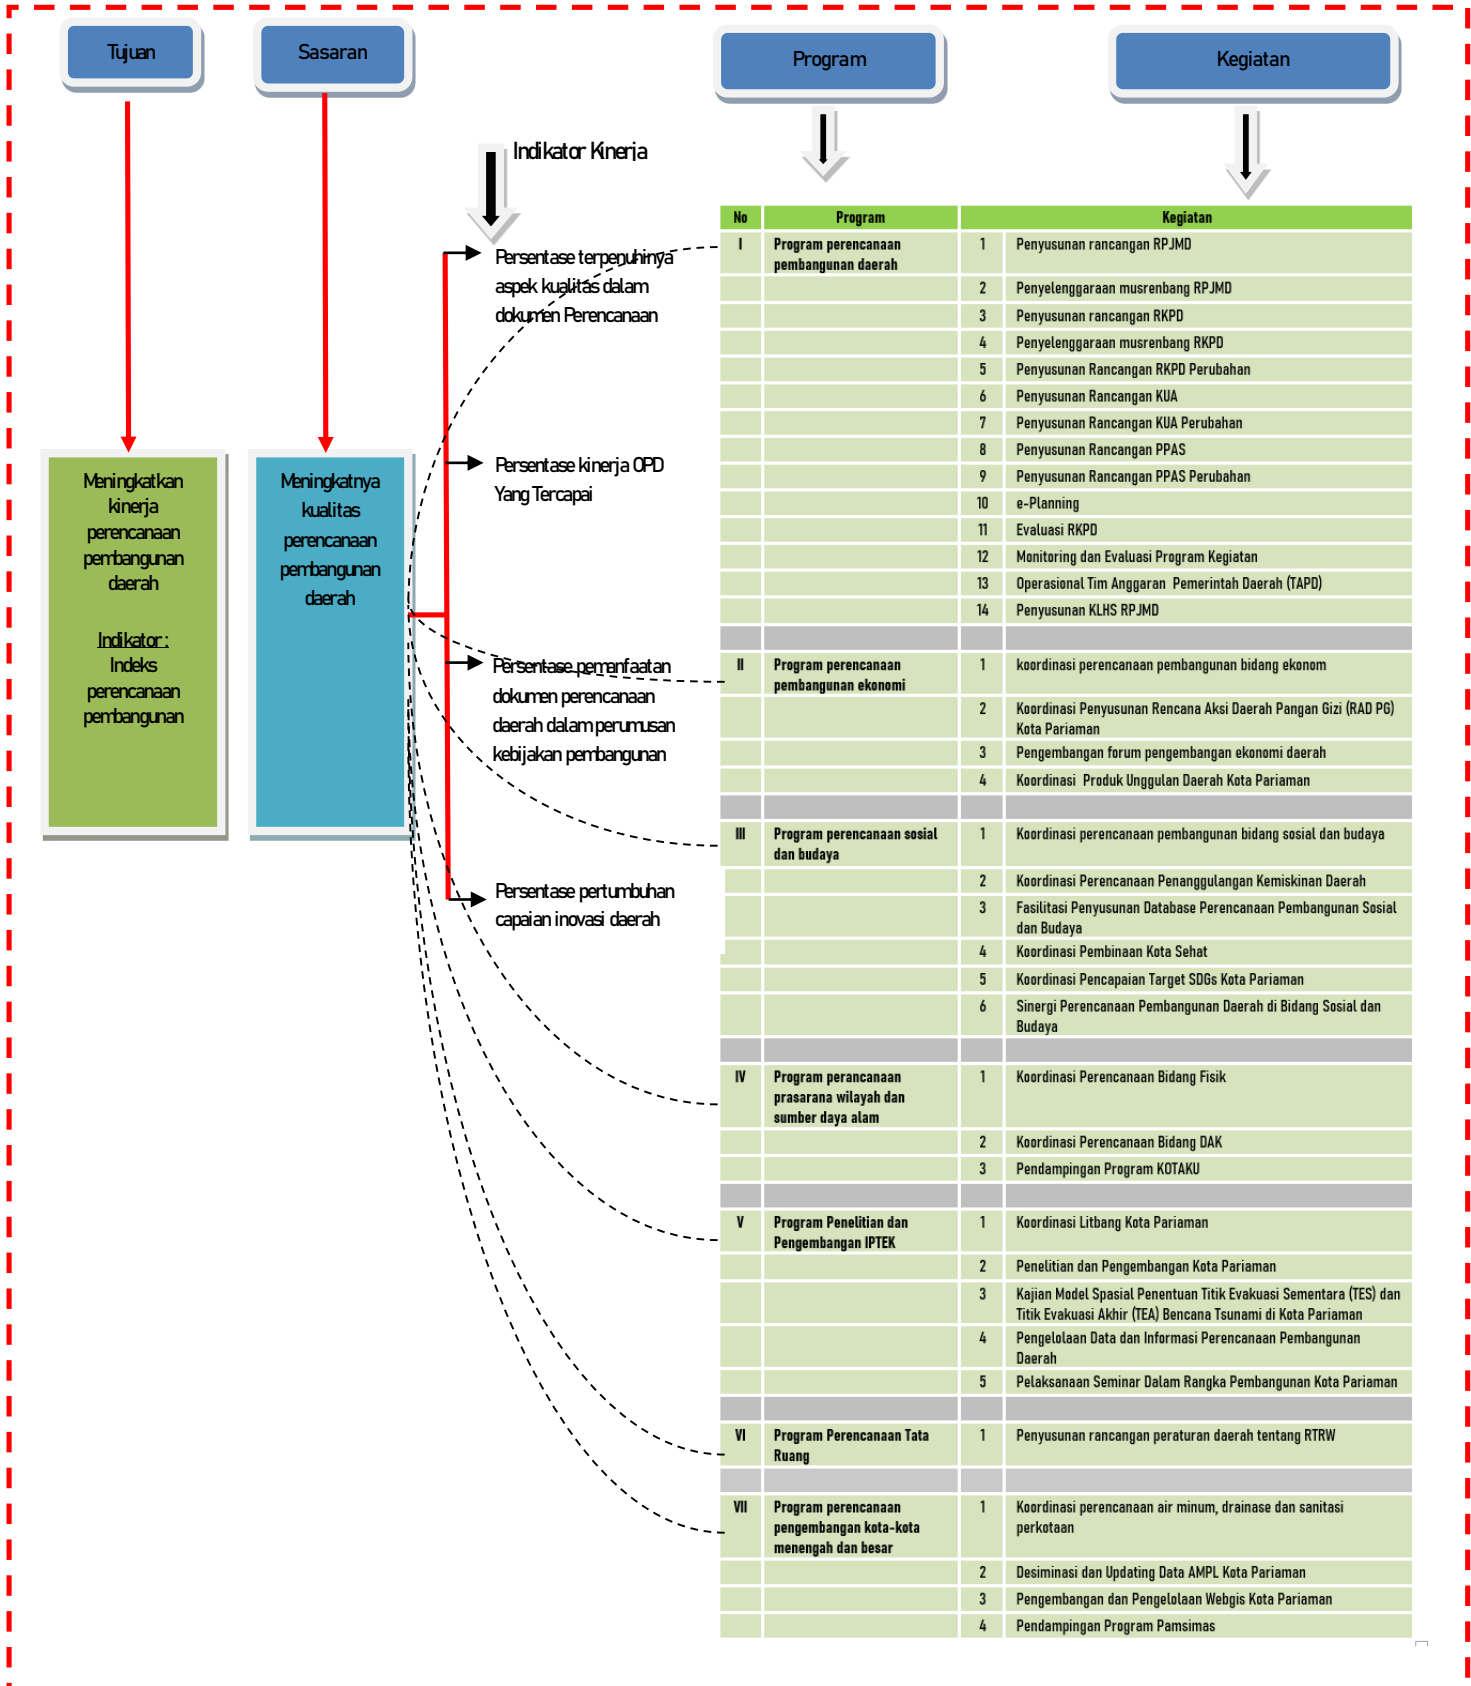 Tujuan
Sasaran
Program
Kegiatan
Indikator Kinerja
Persentase terpenuhinya
aspek kualitas dalam
dokumen Perencanaan
Persentase kinerja OPD
Yang Tercapai
Meningkatkan
kinerja
perencanaan
pembangunan
daerah
Indikator :
Indeks
perencanaan
pembangunan
Meningkatnya
kualitas
perencanaan
pembangunan
daerah
Persentase pemanfaatan
dokumen perencanaan
daerah dalam perumusan
kebijakan pembangunan
Persentase pertumbuhan
capaian inovasi daerah
No Program Kegiatan
I Program perencanaan 1 Penyusunan rancangan RPJMD
pembangunan daerah
2 Penyelenggaraan musrenbang RPJMD
3 Penyusunan rancangan RKPD
4 Penyelenggaraan musrenbang RKPD
5 Penyusunan Rancangan RKPD Perubahan
6 Penyusunan Rancangan KUA
7 Penyusunan Rancangan KUA Perubahan
8 Penyusunan Rancangan PPAS
9 Penyusunan Rancangan PPAS Perubahan
10 e-Planning
11 Evaluasi RKPD
12 Monitoring dan Evaluasi Program Kegiatan
13 Operasional Tim Anggaran Pemerintah Daerah (TAPD)
14 Penyusunan KLHS RPJMD
II Program perencanaan 1 koordinasi perencanaan pembangunan bidang ekonom
pembangunan ekonomi
2 Koordinasi Penyusunan Rencana Aksi Daerah Pangan Gizi (RAD PG)
Kota Pariaman
3 Pengembangan forum pengembangan ekonomi daerah
4 Koordinasi Produk Unggulan Daerah Kota Pariaman
III Program perencanaan sosial 1 Koordinasi perencanaan pembangunan bidang sosial dan budaya
dan budaya
2 Koordinasi Perencanaan Penanggulangan Kemiskinan Daerah
3 Fasilitasi Penyusunan Database Perencanaan Pembangunan Sosial
dan Budaya
4 Koordinasi Pembinaan Kota Sehat
5 Koordinasi Pencapaian Target SDGs Kota Pariaman
6 Sinergi Perencanaan Pembangunan Daerah di Bidang Sosial dan
Budaya
IV Program perancanaan 1 Koordinasi Perencanaan Bidang Fisik
prasarana wilayah dan
sumber daya alam
2 Koordinasi Perencanaan Bidang DAK
3 Pendampingan Program KOTAKU
V Program Penelitian dan 1 Koordinasi Litbang Kota Pariaman
Pengembangan IPTEK
2 Penelitian dan Pengembangan Kota Pariaman
3 Kajian Model Spasial Penentuan Titik Evakuasi Sementara (TES) dan
Titik Evakuasi Akhir (TEA) Bencana Tsunami di Kota Pariaman
4 Pengelolaan Data dan Informasi Perencanaan Pembangunan
Daerah
5 Pelaksanaan Seminar Dalam Rangka Pembangunan Kota Pariaman
VI Program Perencanaan Tata 1 Penyusunan rancangan peraturan daerah tentang RTRW
Ruang
VII Program perencanaan 1 Koordinasi perencanaan air minum, drainase dan sanitasi
pengembangan kota-kota perkotaan
menengah dan besar
2 Desiminasi dan Updating Data AMPL Kota Pariaman
3 Pengembangan dan Pengelolaan Webgis Kota Pariaman
4 Pendampingan Program Pamsimas